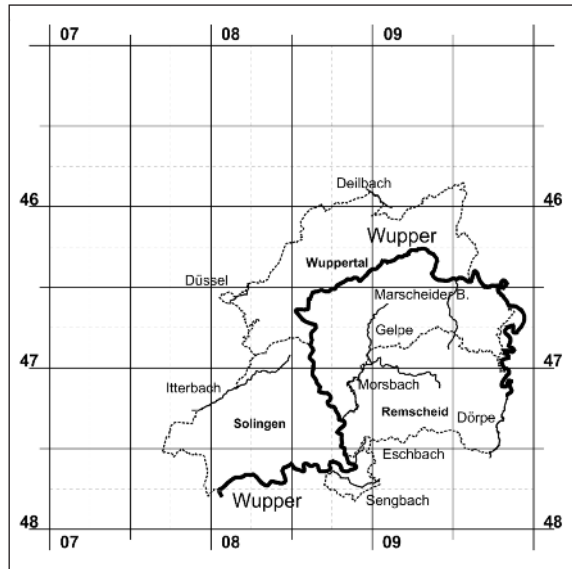 07 08 09
46 46
Deilbach
Wupper
Wuppertal
Düssel
Marscheider B.
Gelpe
47 47
Itterbach
Morsbach
Solingen
Remscheid
Dörpe
Eschbach
Wupper
Sengbach
48 48
07 08 09